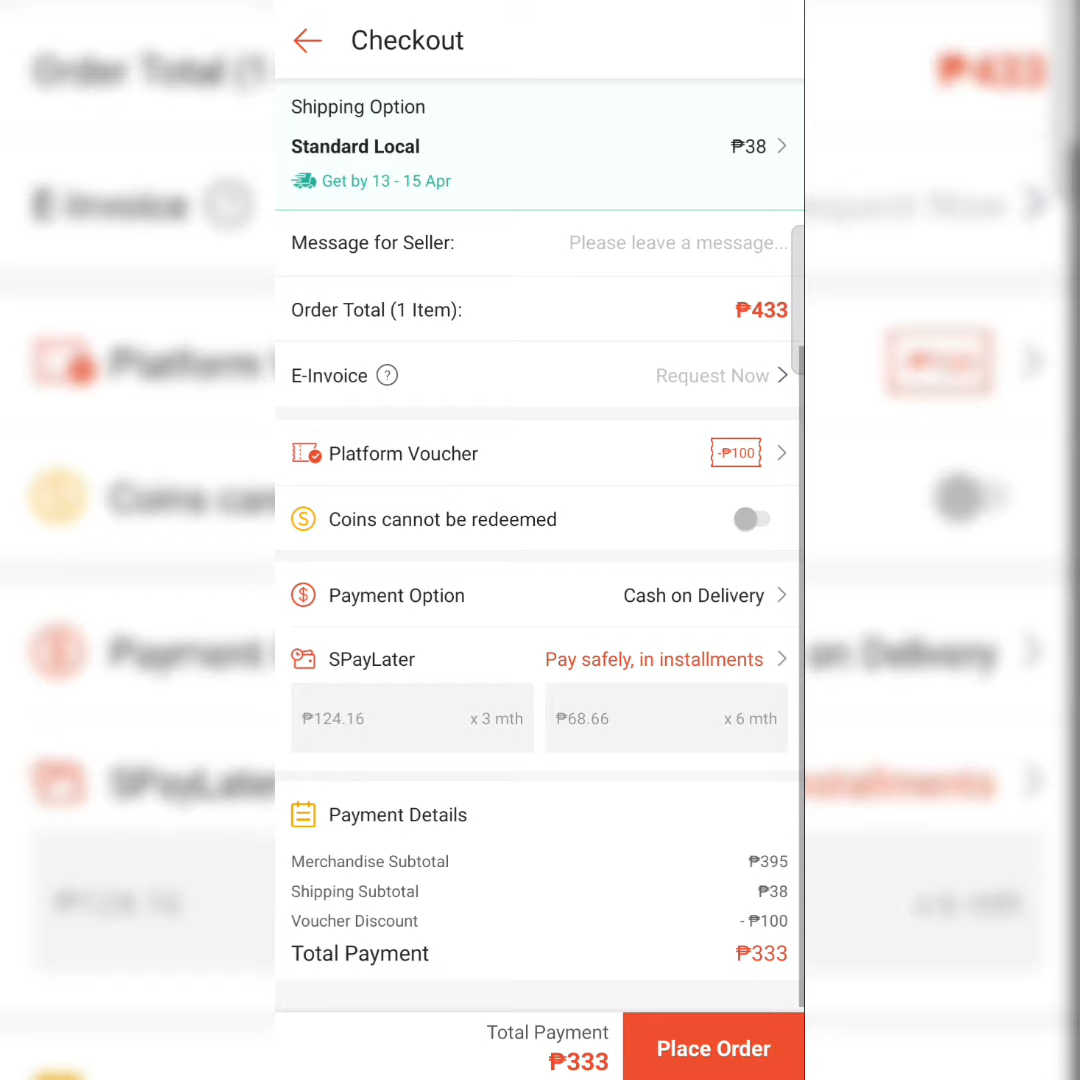 Checkout
Shipping Option
Standard Local ₱38
Get by 13 - 15 Apr
Message for Seller: Please leave a message...
Order Total (1 Item): ₱433
E-Invoice ? Request Now
Platform Voucher -₱100
S Coins cannot be redeemed
$ Payment Option Cash on Delivery
SPayLater Pay safely, in installments
₱124.16 x 3 mth ₱68.66 x 6 mth
Payment Details
Merchandise Subtotal ₱395
Shipping Subtotal ₱38
Voucher Discount - ₱100
Total Payment ₱333
Total Payment
₱333
Place Order